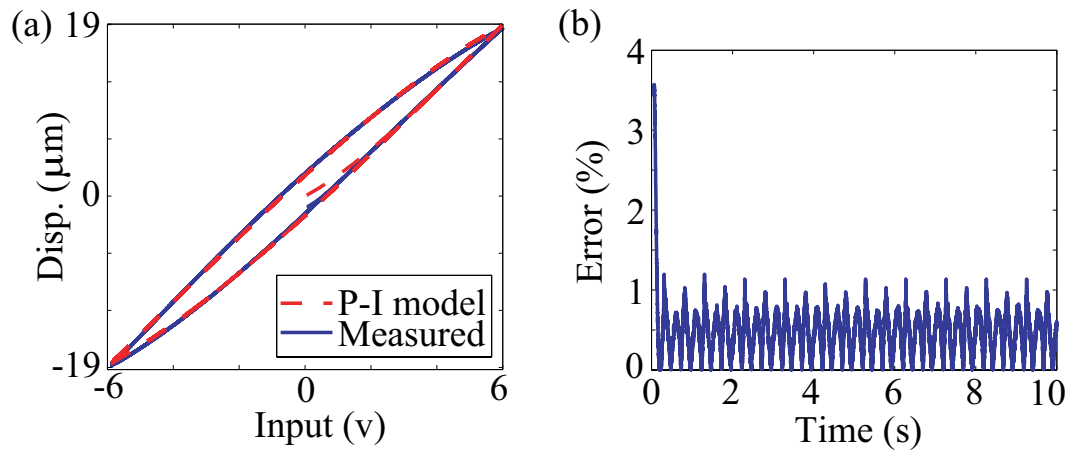 (a)
19
0
-19
-6
0
6
Disp. (μm)
Input (v)
P-I model
Measured
(b)
4
3
2
1
0
0
2
4
6
8
10
Error (%)
Time (s)